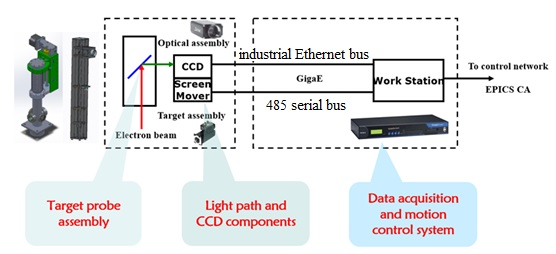 Optical assembly
industrial Ethernet bus
CCD
GigaE
Screen
Mover
Work Station
To control network
EPICS CA
485 serial bus
Electron beam
Target assembly
Target probe
assembly
Light path and
CCD components
Data acquisition
and motion
control system